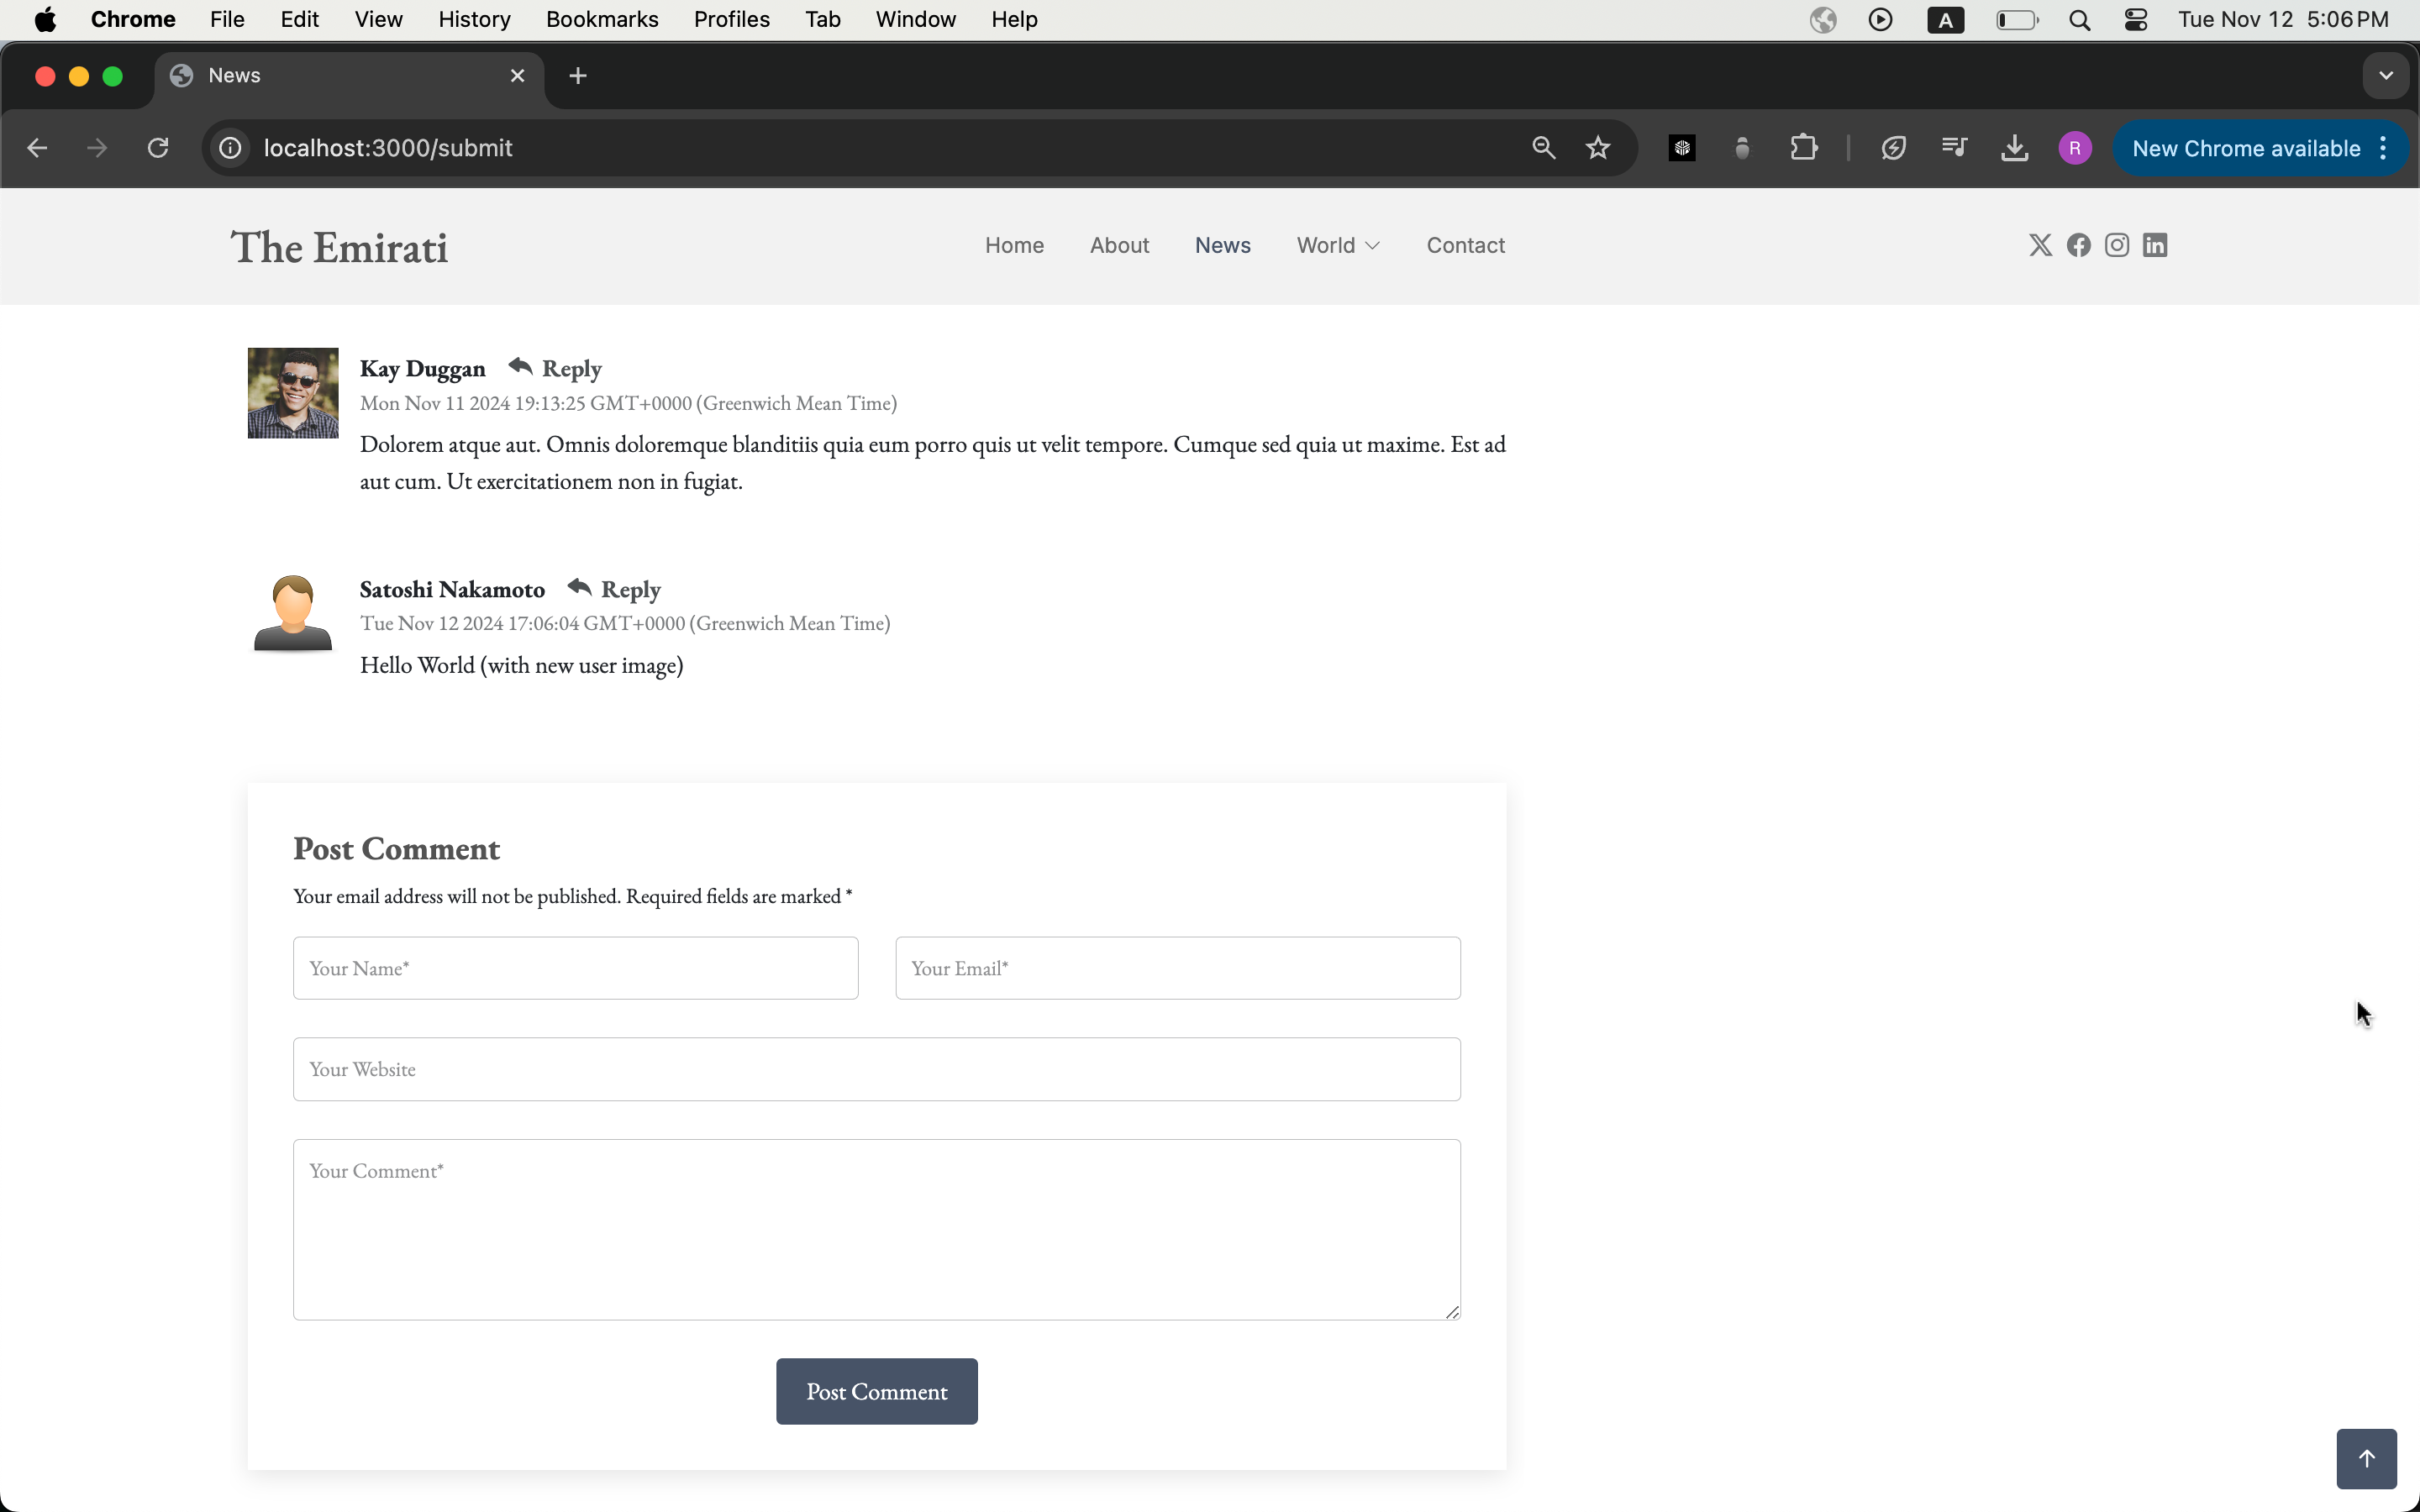 Chrome File Edit View History Bookmarks Profiles Tab Window Help A Tue Nov 12 5:06 PM
News
localhost:3000/submit R New Chrome available
The Emirati Home About News World Contact
Kay Duggan Reply
Mon Nov 11 2024 19:13:25 GMT+0000 (Greenwich Mean Time)
Dolorem atque aut. Omnis doloremque blanditiis quia eum porro quis ut velit tempore. Cumque sed quia ut maxime. Est ad
aut cum. Ut exercitationem non in fugiat.
Satoshi Nakamoto Reply
Tue Nov 12 2024 17:06:04 GMT+0000 (Greenwich Mean Time)
Hello World (with new user image)
Post Comment
Your email address will not be published. Required fields are marked *
Your Name* Your Email*
Your Website
Your Comment*
Post Comment